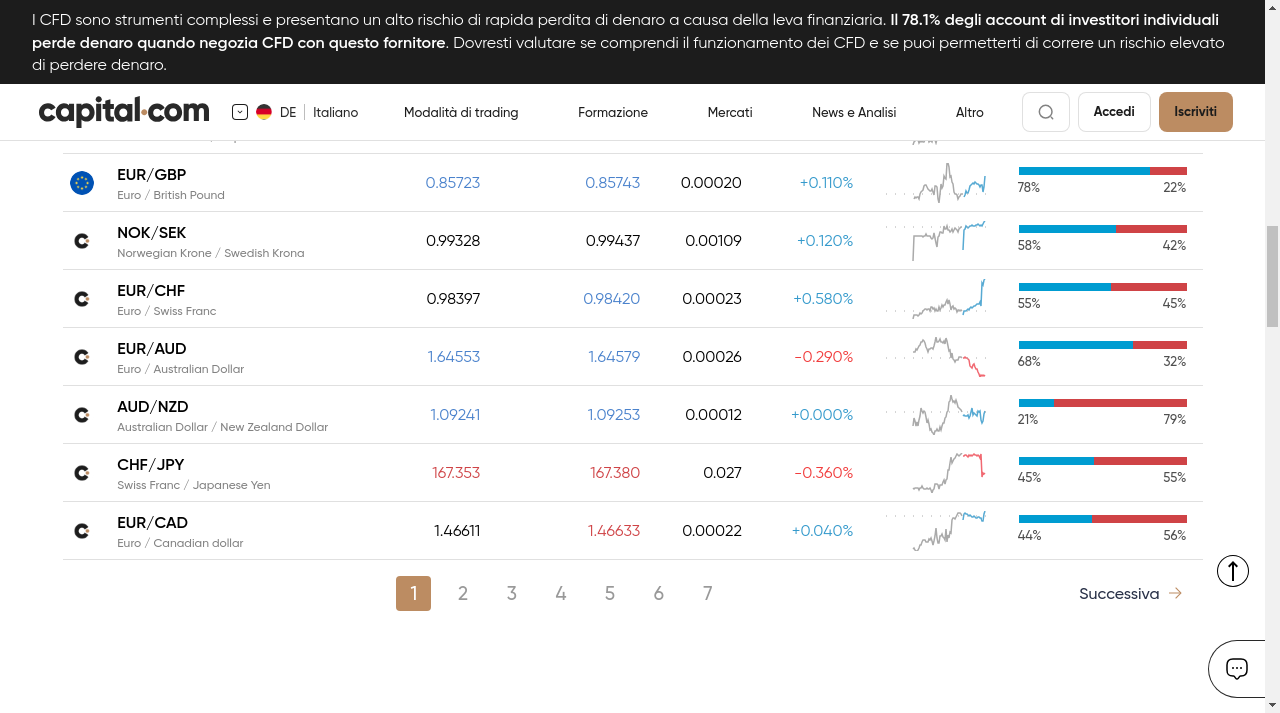 I CFD sono strumenti complessi e presentano un alto rischio di rapida perdita di denaro a causa della leva finanziaria. Il 78.1% degli account di investitori individuali
perde denaro quando negozia CFD con questo fornitore. Dovresti valutare se comprendi il funzionamento dei CFD e se puoi permetterti di correre un rischio elevato
di perdere denaro.
capital.com DE Italiano Modalità di trading Formazione Mercati News e Analisi Altro Accedi Iscriviti
EUR/GBP 0.85723 0.85743 0.00020 +0.110%
Euro / British Pound 78% 22%
NOK/SEK 0.99328 0.99437 0.00109 +0.120%
Norwegian Krone / Swedish Krona 58% 42%
EUR/CHF 0.98397 0.98420 0.00023 +0.580%
Euro / Swiss Franc 55% 45%
EUR/AUD 1.64553 1.64579 0.00026 -0.290%
Euro / Australian Dollar 68% 32%
AUD/NZD 1.09241 1.09253 0.00012 +0.000%
Australian Dollar / New Zealand Dollar 21% 79%
CHF/JPY 167.353 167.380 0.027 -0.360%
Swiss Franc / Japanese Yen 45% 55%
EUR/CAD 1.46611 1.46633 0.00022 +0.040%
Euro / Canadian dollar 44% 56%
1 2 3 4 5 6 7 Successiva